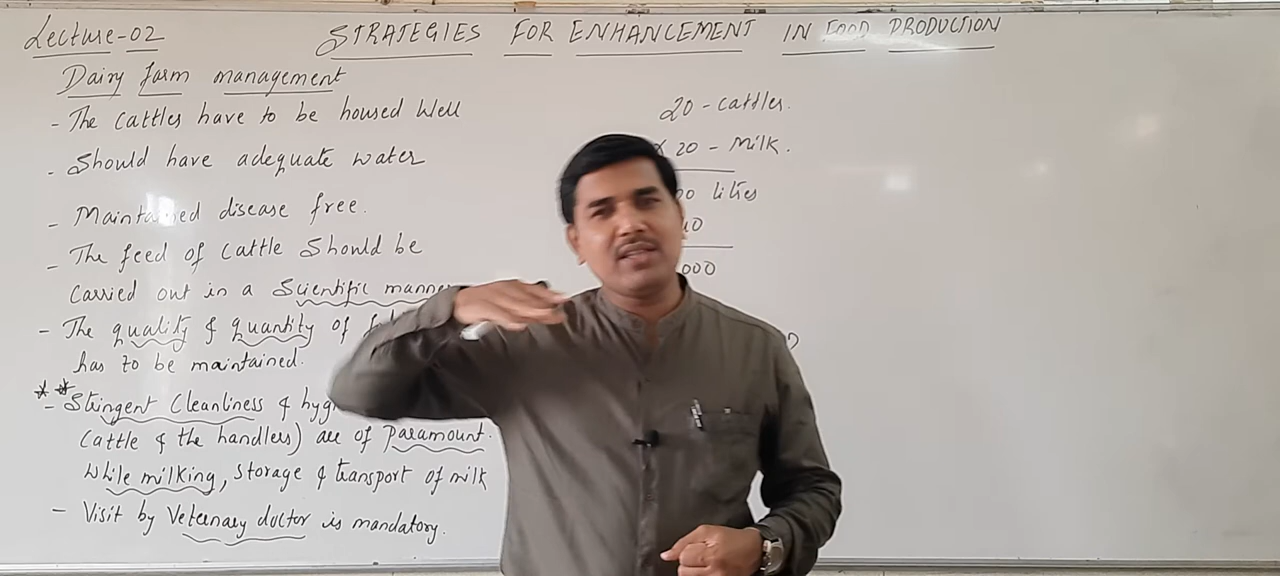 Lecture-02
STRATEGIES FOR ENHANCEMENT IN FOOD PRODUCTION
Dairy farm management
- The cattles have to be housed well
- Should have adequate water
- Maintained disease free.
- The feed of cattle should be
carried out in a scientific manner
- The quality & quantity of
has to be maintained.
- Stringent cleanliness &
cattle & the handlers) are of paramount.
while milking, storage & transport of milk
- Visit by Veternary doctor is mandatory.
20 - cattles.
20 - milk.